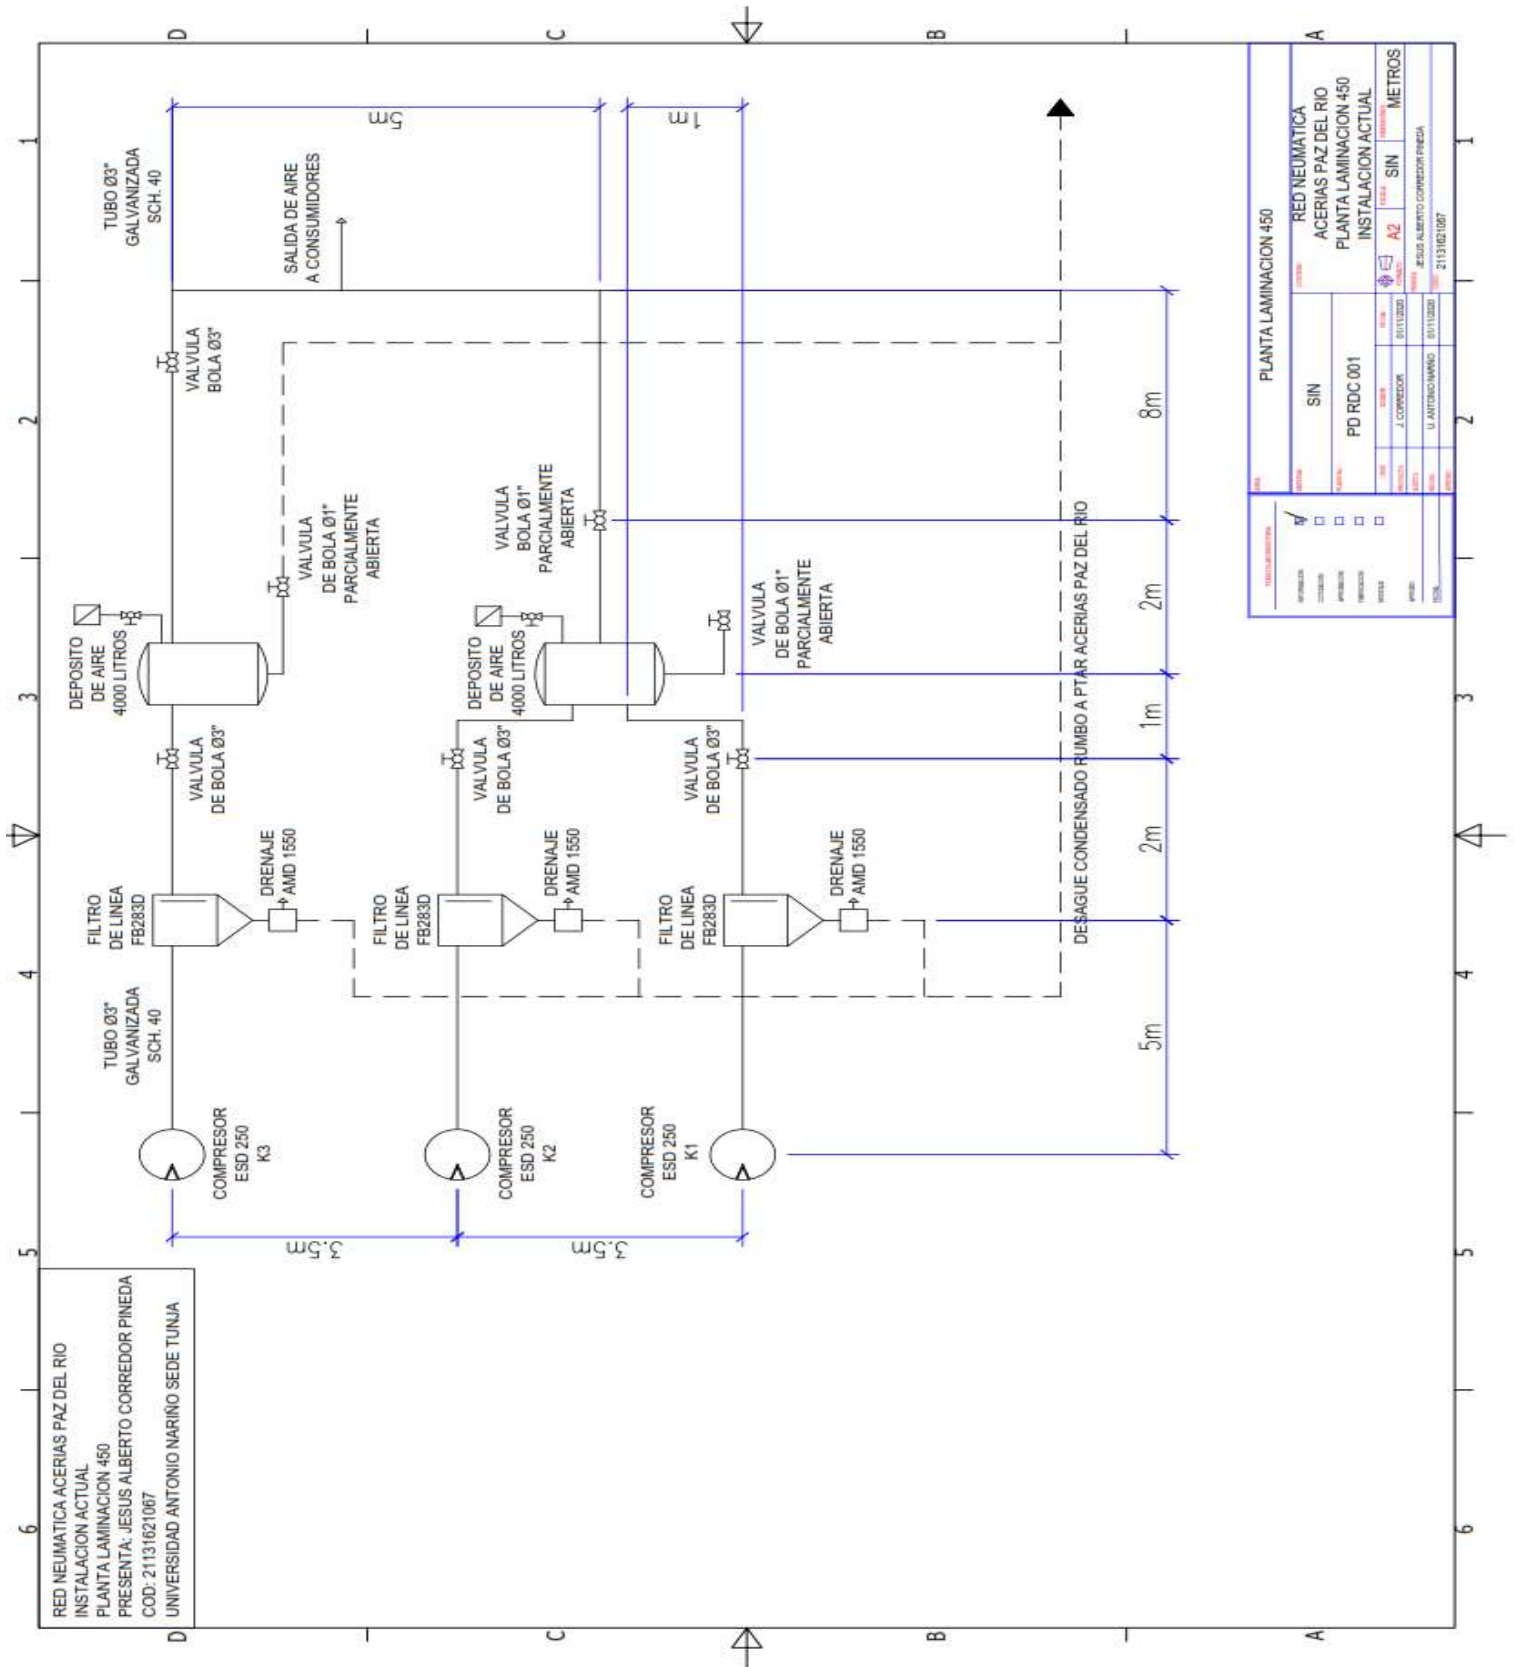 RED NEUMATICA ACERIAS PAZ DEL RIO
INSTALACION ACTUAL
PLANTA LAMINACION 450
PRESENTA: JESUS ALBERTO CORREDOR PINEDA
COD: 21131621067
UNIVERSIDAD ANTONIO NARIÑO SEDE TUNJA
6
5
4
3
2
1
D
C
B
A
D
C
B
A
6
5
4
3
2
1
3.5m
3.5m
COMPRESOR
ESD 250
K3
TUBO Ø3"
GALVANIZADA
SCH. 40
FILTRO
DE LINEA
FB283D
DRENAJE
AMD 1550
VALVULA
DE BOLA Ø3"
DEPOSITO
DE AIRE
4000 LITROS
VALVULA
DE BOLA Ø1"
PARCIALMENTE
ABIERTA
VALVULA
BOLA Ø3"
TUBO Ø3"
GALVANIZADA
SCH. 40
SALIDA DE AIRE
A CONSUMIDORES
5m
1m
COMPRESOR
ESD 250
K2
FILTRO
DE LINEA
FB283D
DRENAJE
AMD 1550
VALVULA
DE BOLA Ø3"
DEPOSITO
DE AIRE
4000 LITROS
VALVULA
BOLA Ø1"
PARCIALMENTE
ABIERTA
COMPRESOR
ESD 250
K1
FILTRO
DE LINEA
FB283D
DRENAJE
AMD 1550
VALVULA
DE BOLA Ø3"
VALVULA
DE BOLA Ø1"
PARCIALMENTE
ABIERTA
DESAGUE CONDENSADO RUMBO A PTAR ACERIAS PAZ DEL RIO
5m
2m
1m
2m
8m
PLANTA LAMINACION 450
SIN
PD RDC 001
RED NEUMATICA
ACERIAS PAZ DEL RIO
PLANTA LAMINACION 450
INSTALACION ACTUAL
J. CORREDOR
01/11/2020
U. ANTONIO NARIÑO
01/11/2020
A2
SIN
METROS
JESUS ALBERTO CORREDOR PINEDA
21131621067